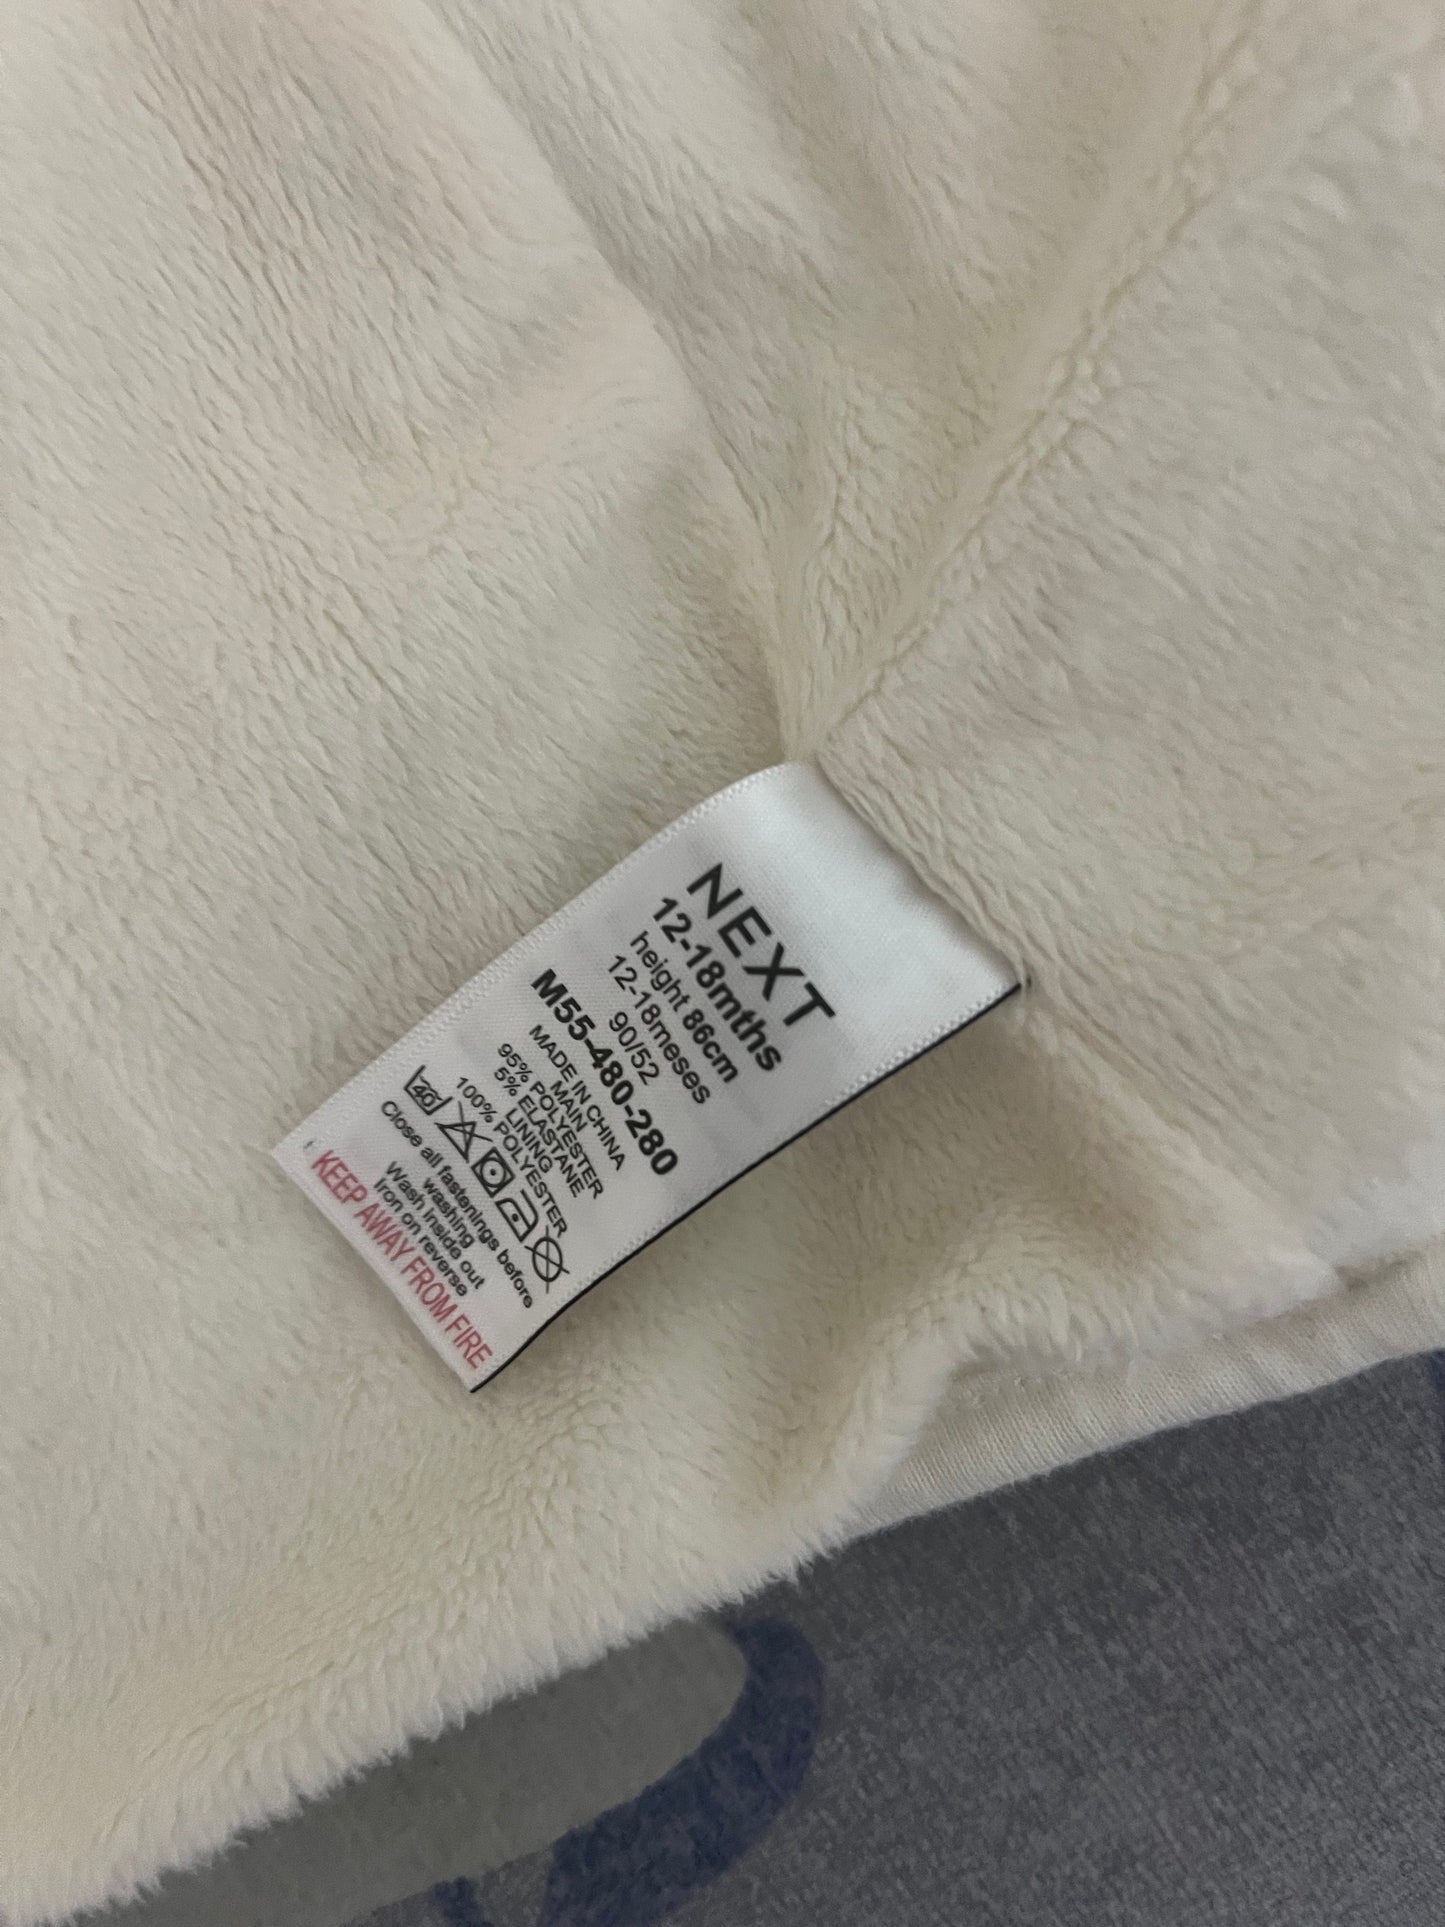 NEXT
12-18mths
height 86cm
12-18meses
90/52
M55-480-280
MADE IN CHINA
MAIN
95% POLYESTER
5% ELASTANE
LINING
100% POLYESTER
40
Close all fastenings before
washing
Wash inside out
Iron on reverse
KEEP AWAY FROM FIRE